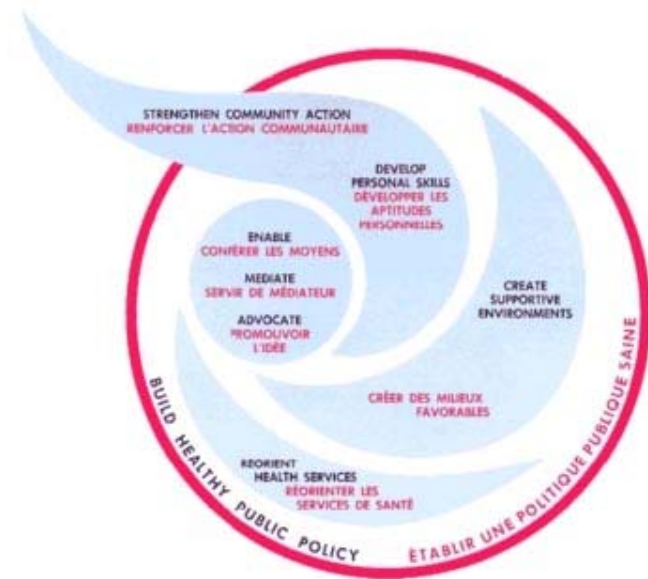 STRENGTHEN COMMUNITY ACTION
RENFORCER L'ACTION COMMUNAUTAIRE
DEVELOP
PERSONAL SKILLS
DÉVELOPPER LES
APTITUDES
PERSONNELLES
ENABLE
CONFÉRER LES MOYENS
MEDIATE
SERVIR DE MÉDIATEUR
ADVOCATE
PROMOUVOIR
L'IDÉE
CREATE
SUPPORTIVE
ENVIRONMENTS
CRÉER DES MILIEUX
FAVORABLES
REORIENT
HEALTH SERVICES
RÉORIENTER LES
SERVICES DE SANTÉ
BUILD HEALTHY PUBLIC POLICY
ÉTABLIR UNE POLITIQUE PUBLIQUE SAINE